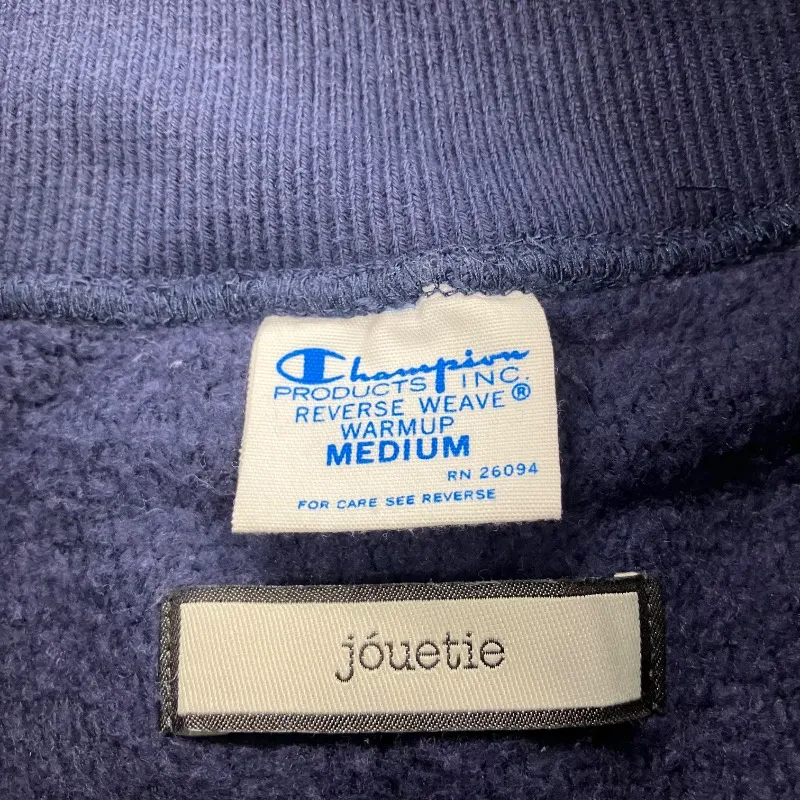 Champion
PRODUCTS INC.
REVERSE WEAVE®
WARMUP
MEDIUM
RN 26094
FOR CARE SEE REVERSE
jóuetie